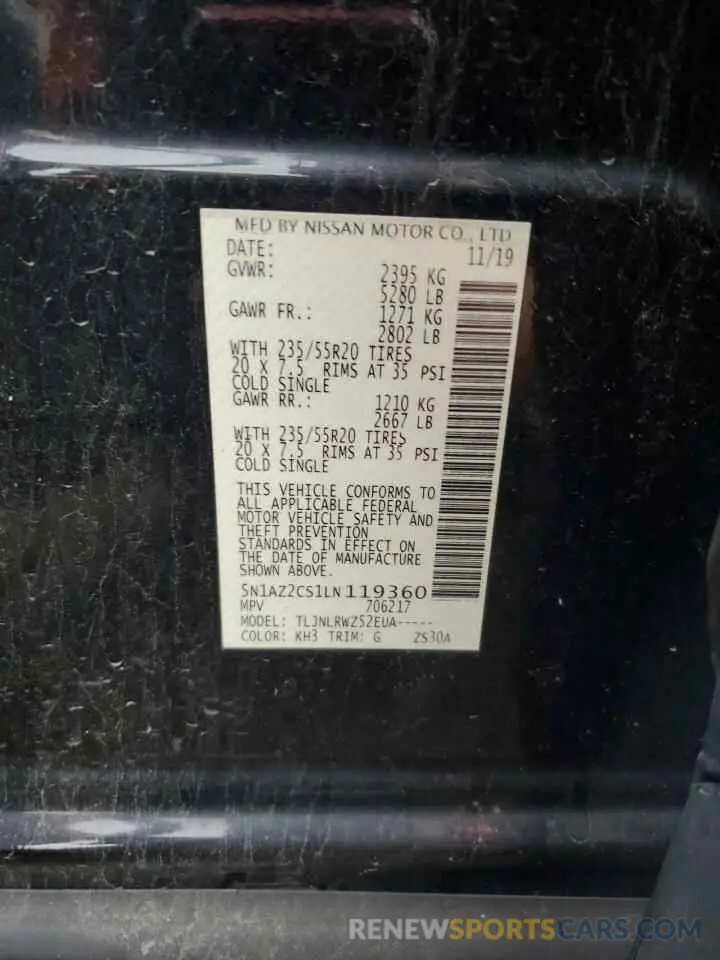 MFD BY NISSAN MOTOR CO., LTD
DATE: 11/19
GVWR: 2395 KG
5280 LB
GAWR FR.: 1271 KG
2802 LB
WITH 235/55R20 TIRES
20 X 7.5 RIMS AT 35 PSI
COLD SINGLE
GAWR RR.: 1210 KG
2667 LB
WITH 235/55R20 TIRES
20 X 7.5 RIMS AT 35 PSI
COLD SINGLE
THIS VEHICLE CONFORMS TO
ALL APPLICABLE FEDERAL
MOTOR VEHICLE SAFETY AND
THEFT PREVENTION
STANDARDS IN EFFECT ON
THE DATE OF MANUFACTURE
SHOWN ABOVE.
5N1AZ2CS1LN119360
MPV 706217
MODEL: TLJNLRWZ52EUA-----
COLOR: KH3 TRIM: G ZS30A
RENEWSPORTSCARS.COM